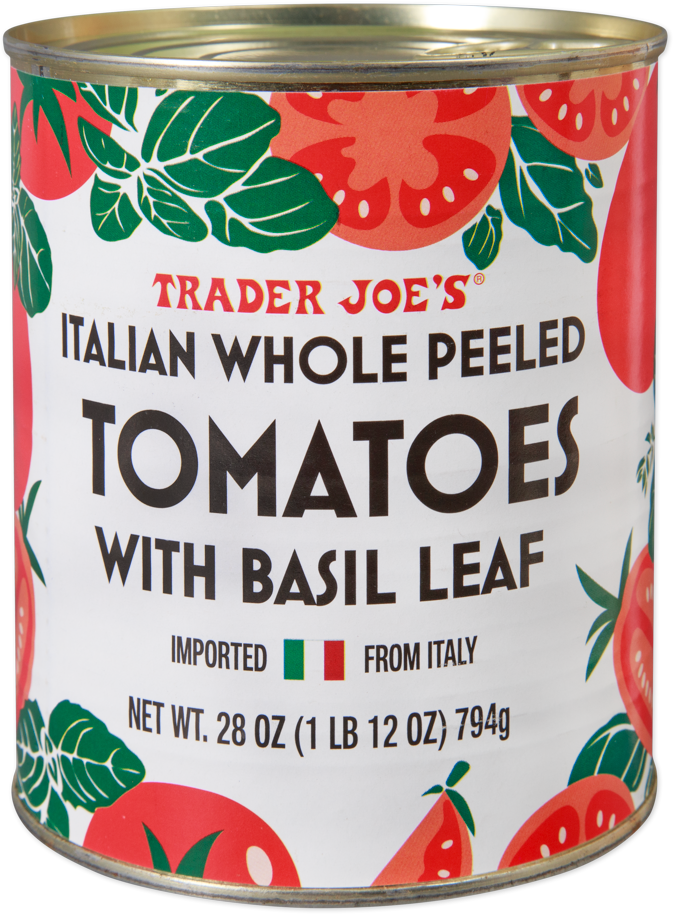 TRADER JOE'S®
ITALIAN WHOLE PEELED
TOMATOES
WITH BASIL LEAF
IMPORTED FROM ITALY
NET WT. 28 OZ (1 LB 12 OZ) 794g